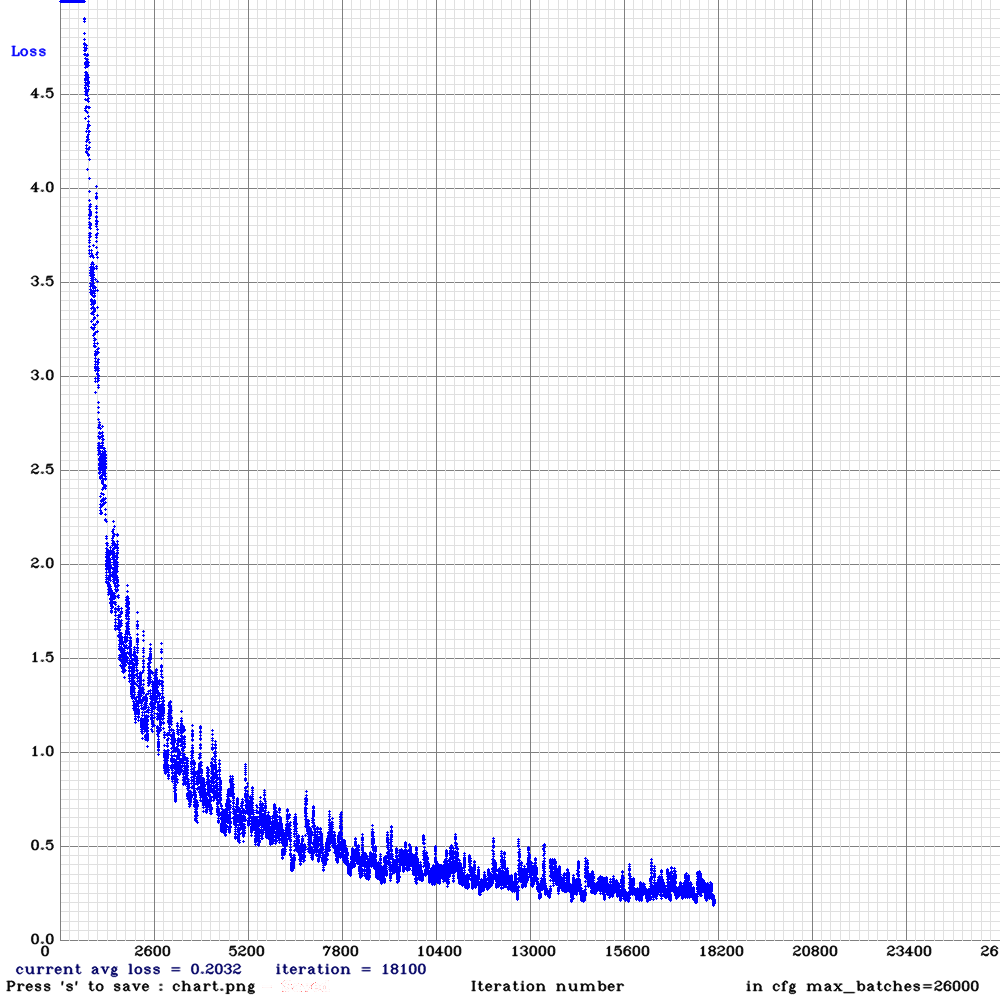 Loss
4.5
4.0
3.5
3.0
2.5
2.0
1.5
1.0
0.5
0.0
0 2600 5200 7800 10400 13000 15600 18200 20800 23400 26
current avg loss = 0.2032 iteration = 18100
Press 's' to save : chart.png Iteration number in cfg max_batches=26000